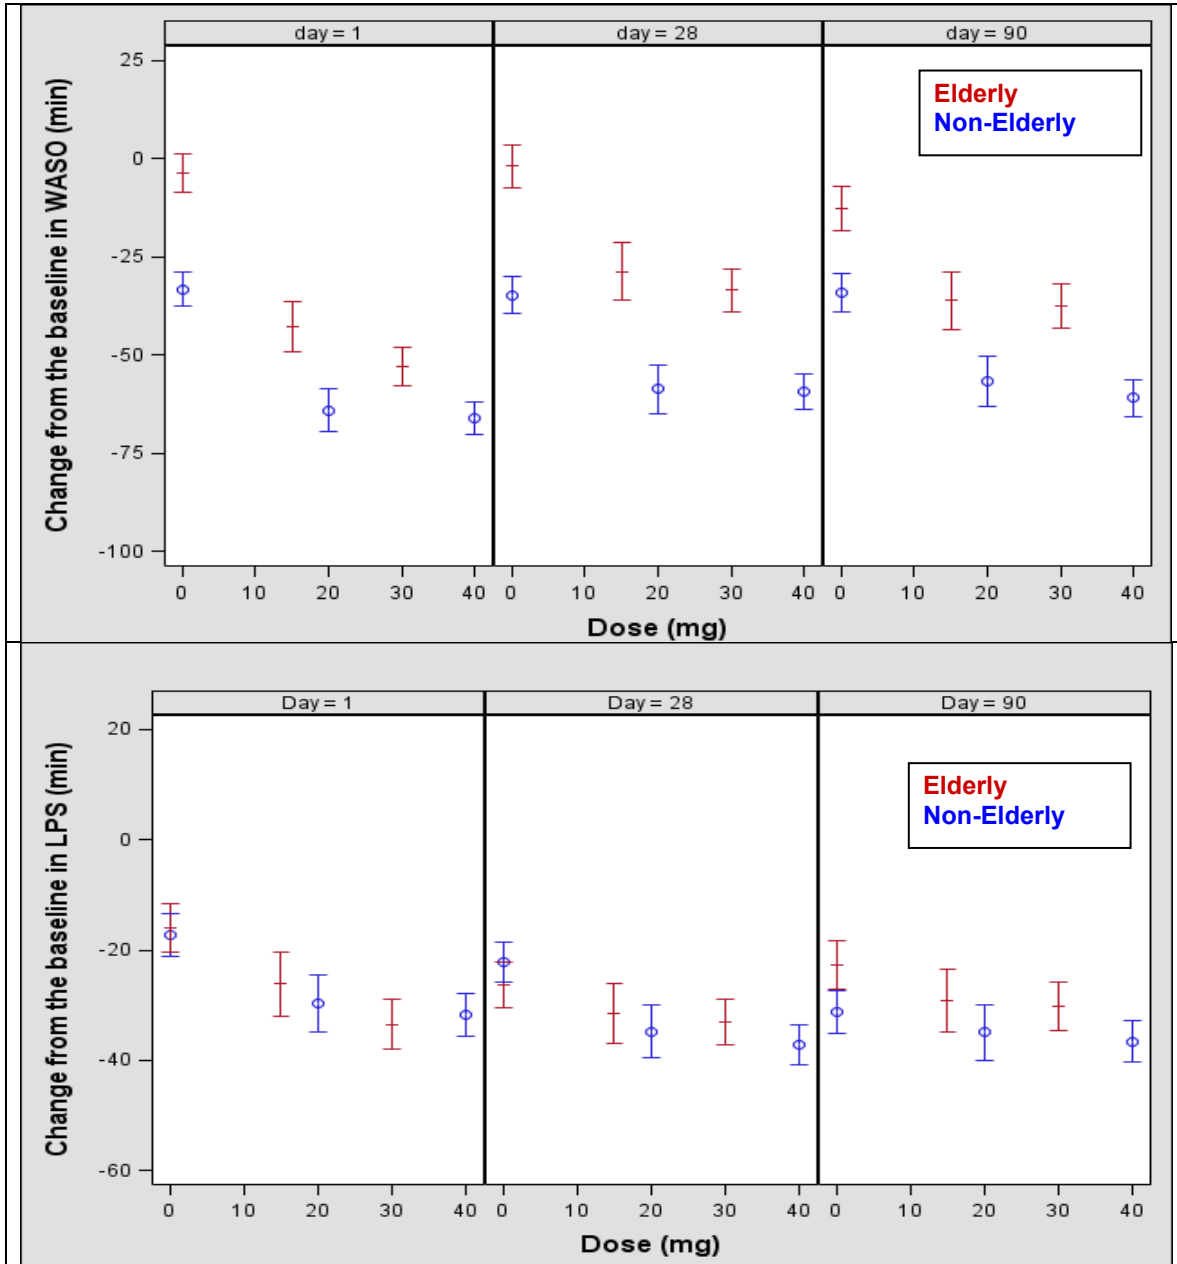 day = 1 day = 28 day = 90
Change from the baseline in WASO (min)
25
0
-25
-50
-75
-100
Elderly
Non-Elderly
0 10 20 30 40 0 10 20 30 40 0 10 20 30 40
Dose (mg)
Day = 1 Day = 28 Day = 90
Change from the baseline in LPS (min)
20
0
-20
-40
-60
Elderly
Non-Elderly
0 10 20 30 40 0 10 20 30 40 0 10 20 30 40
Dose (mg)